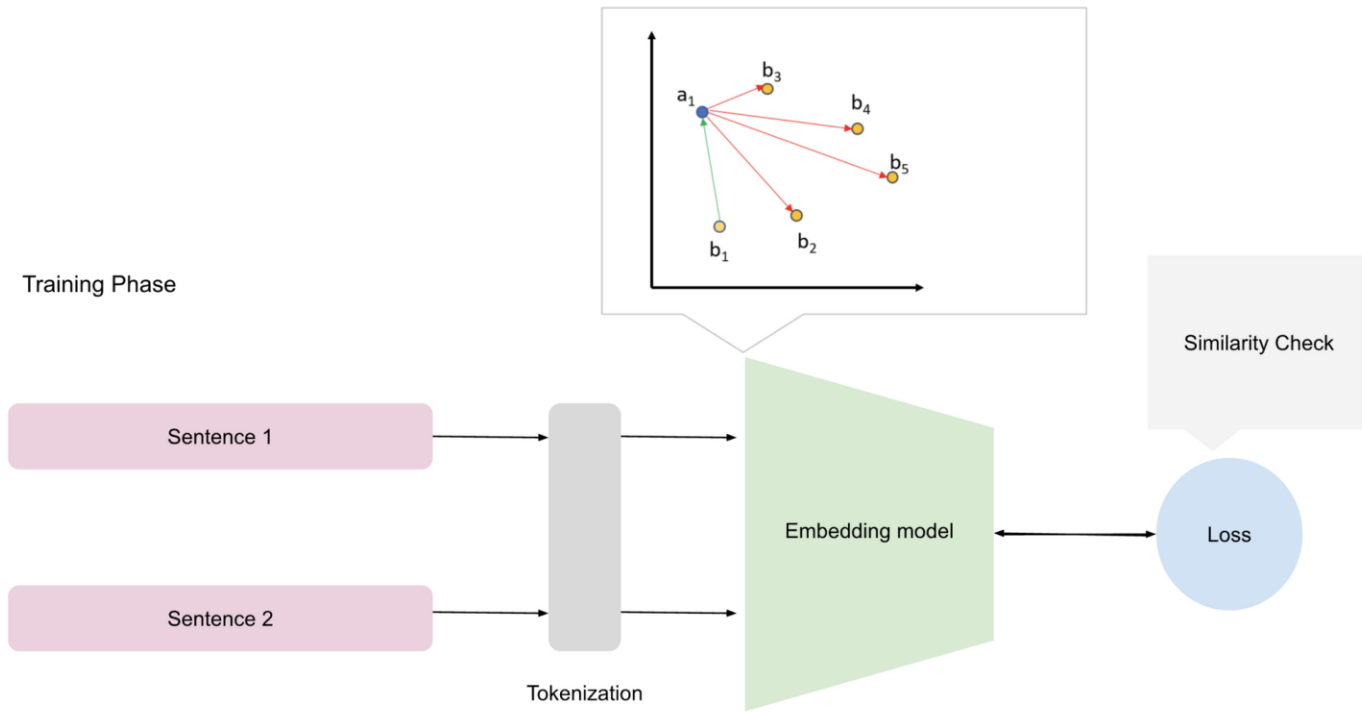 b₃
a₁
b₄
b₅
b₁
b₂
Training Phase
Similarity Check
Sentence 1
Embedding model
Loss
Sentence 2
Tokenization